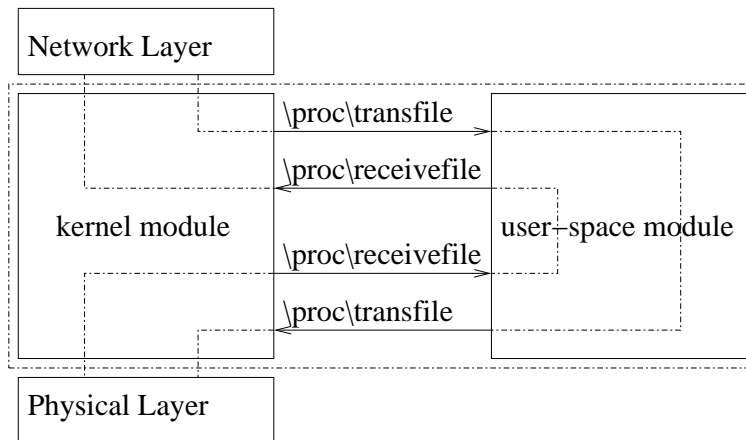 Network Layer
\proc\transfile
\proc\receivefile
kernel module
user-space module
\proc\receivefile
\proc\transfile
Physical Layer